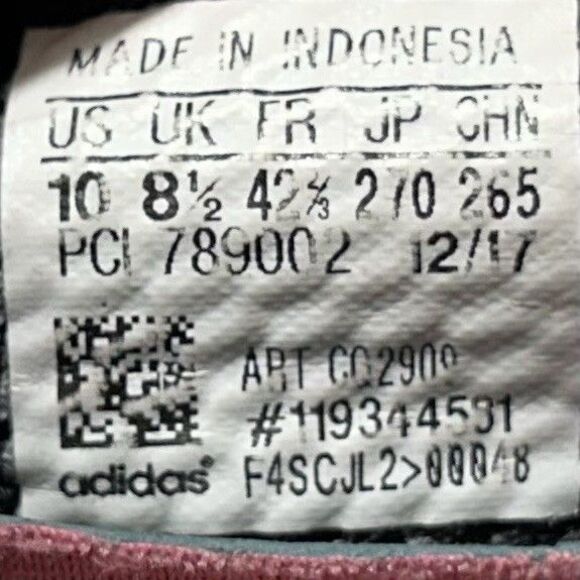 MADE IN INDONESIA
US UK FR JP CHN
10 8½ 42⅔ 270 265
PCI 789002 12/17
ART
#119344531
adidas® F4SCJL2>00048